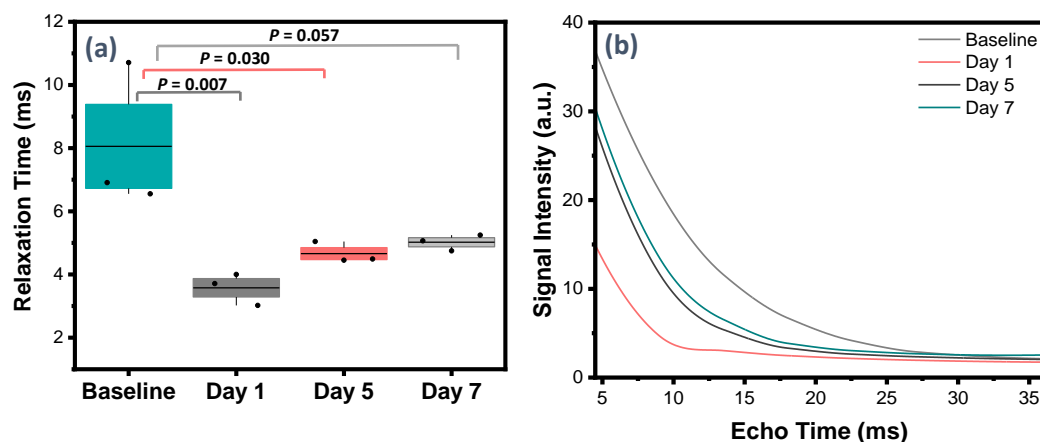 (a)
P = 0.057
P = 0.030
P = 0.007
12
10
8
6
4
2
Relaxation Time (ms)
Baseline Day 1 Day 5 Day 7
(b)
Baseline
Day 1
Day 5
Day 7
40
30
20
10
0
Signal Intensity (a.u.)
5 10 15 20 25 30 35
Echo Time (ms)